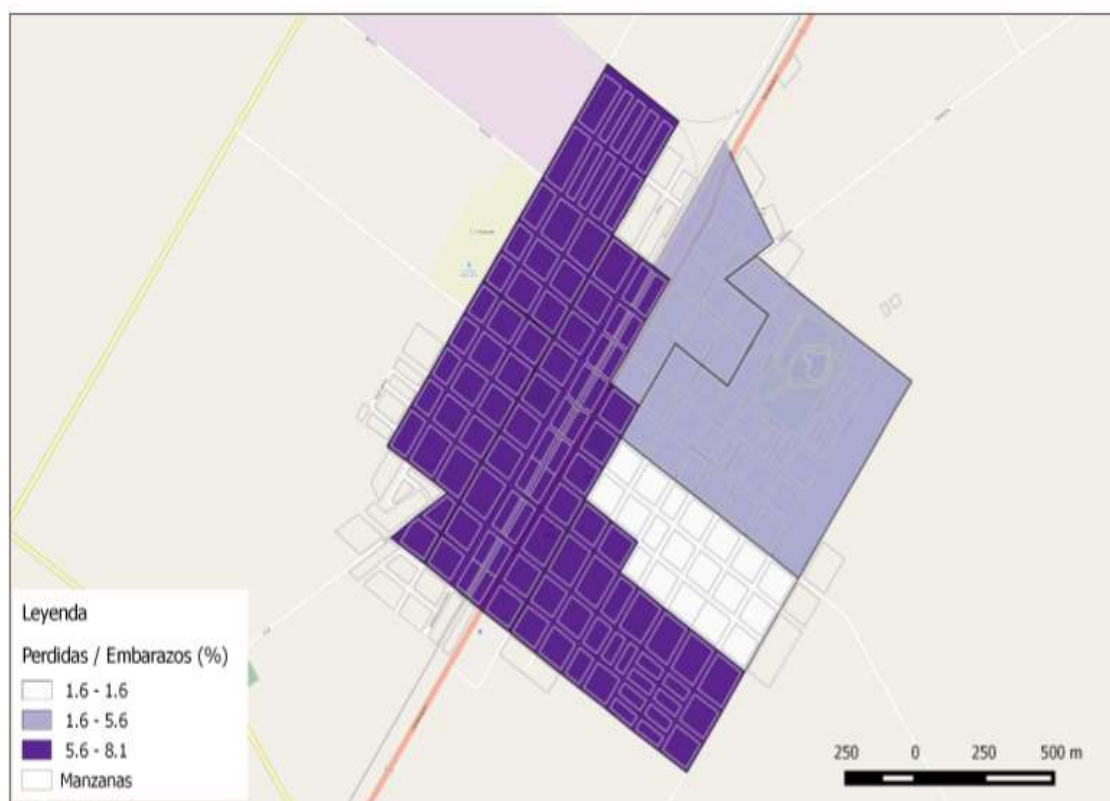 Leyenda
Perdidas / Embarazos (%)
1.6 - 1.6
1.6 - 5.6
5.6 - 8.1
Manzanas
250 0 250 500 m